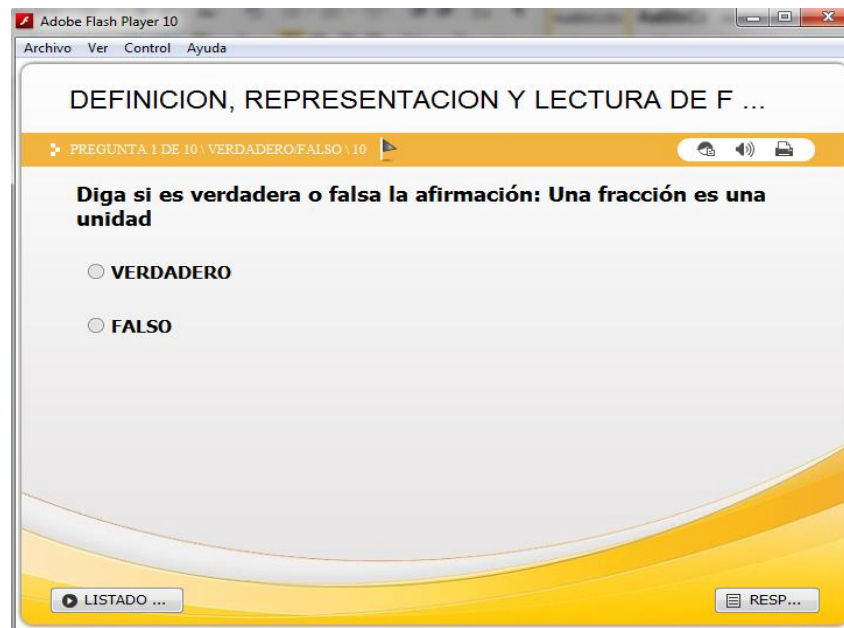 Adobe Flash Player 10
Archivo Ver Control Ayuda
DEFINICION, REPRESENTACION Y LECTURA DE F ...
PREGUNTA 1 DE 10 \ VERDADERO/FALSO \ 10
Diga si es verdadera o falsa la afirmación: Una fracción es una
unidad
VERDADERO
FALSO
LISTADO ...
RESP...